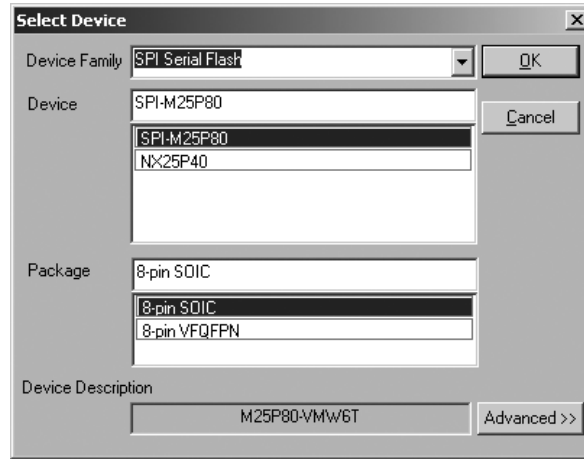 Select Device
Device Family SPI Serial Flash OK
Device SPI-M25P80
Cancel
SPI-M25P80
NX25P40
Package 8-pin SOIC
8-pin SOIC
8-pin VFQFPN
Device Description
M25P80-VMW6T Advanced >>